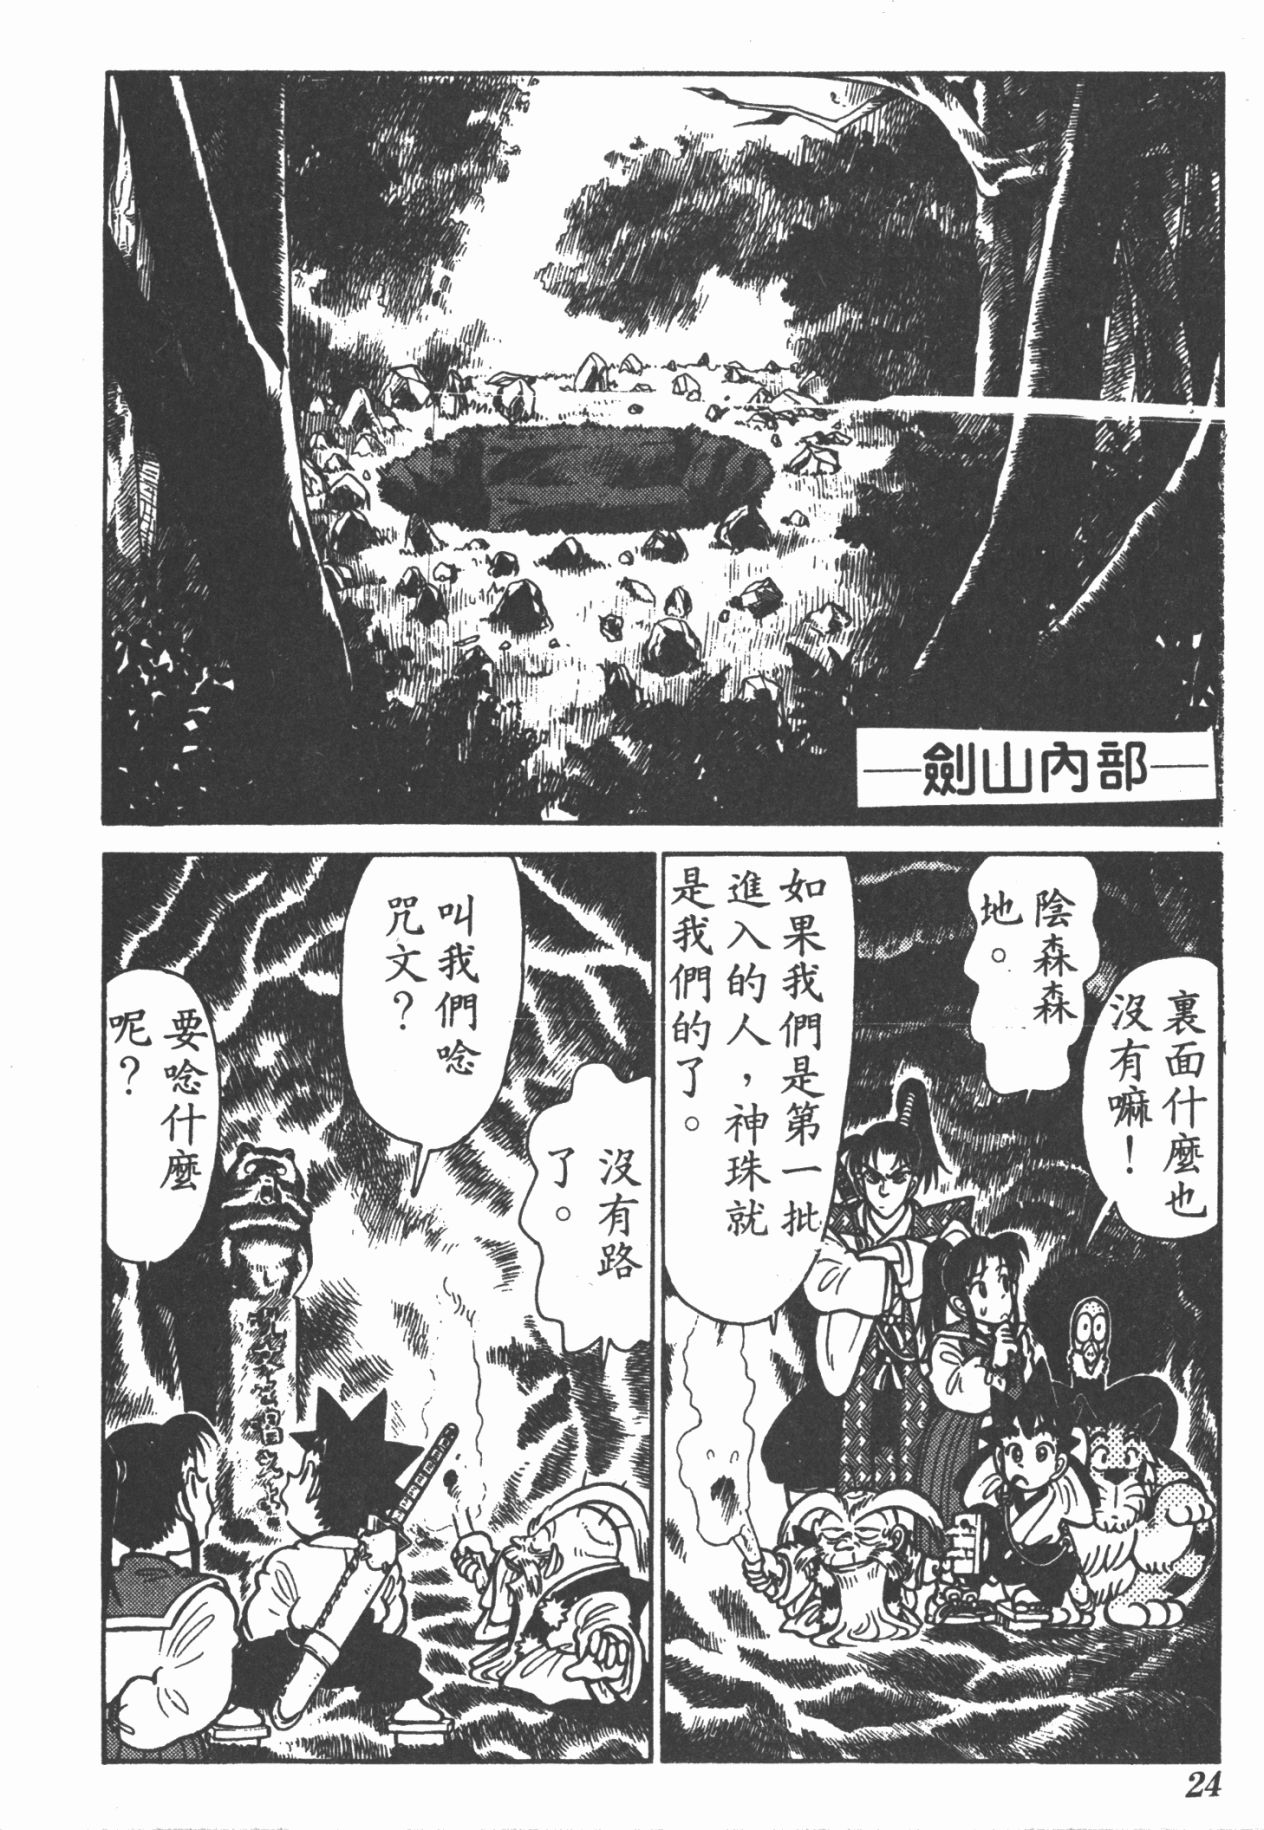 —劍山內部—
裏面什麼也
沒有嘛！
陰森森
地。
如果我們是第一批
進入的人，神珠就
是我們的了。
沒有路
了。
叫我們唸
咒文？
要唸什麼
呢？
24